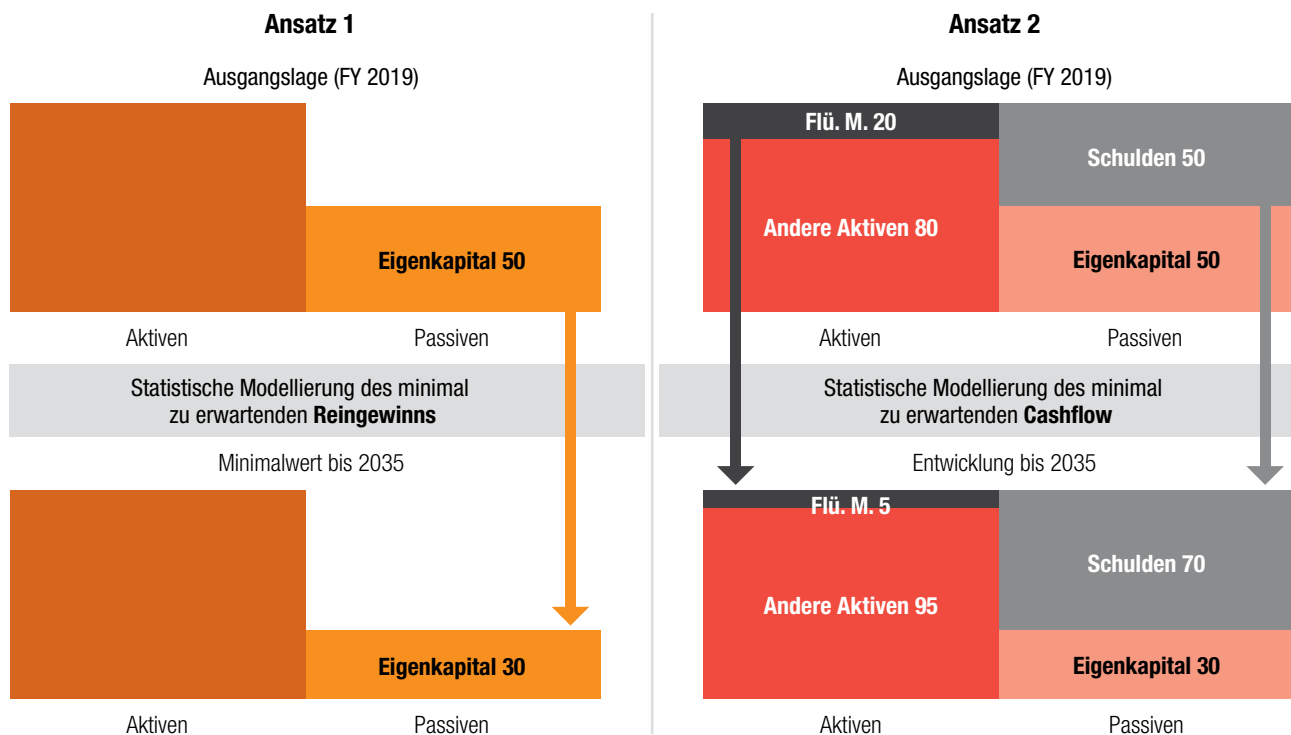 Ansatz 1
Ausgangslage (FY 2019)
Eigenkapital 50
Aktiven
Passiven
Statistische Modellierung des minimal
zu erwartenden Reingewinns
Minimalwert bis 2035
Eigenkapital 30
Aktiven
Passiven
Ansatz 2
Ausgangslage (FY 2019)
Flü. M. 20
Schulden 50
Andere Aktiven 80
Eigenkapital 50
Aktiven
Passiven
Statistische Modellierung des minimal
zu erwartenden Cashflow
Entwicklung bis 2035
Flü. M. 5
Schulden 70
Andere Aktiven 95
Eigenkapital 30
Aktiven
Passiven